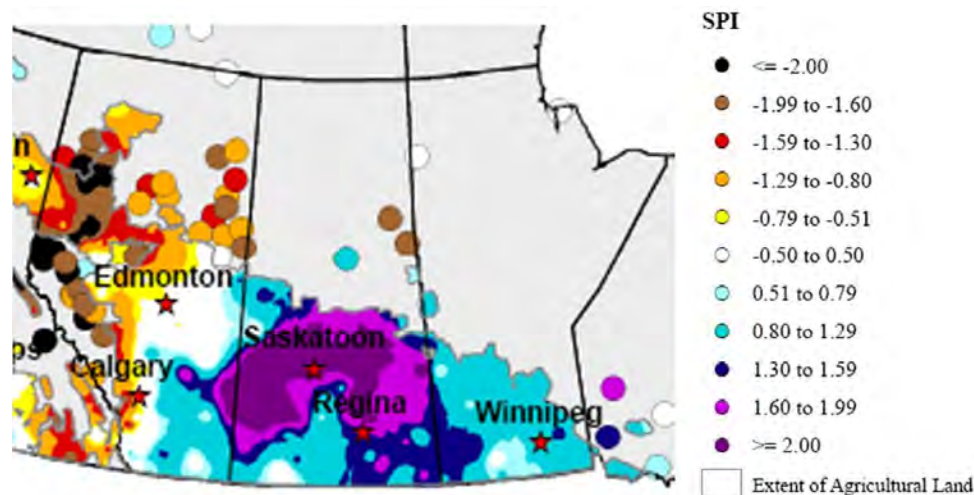 n
Edmonton
Saskatoon
ps
Calgary
Regina
Winnipeg
SPI
<= -2.00
-1.99 to -1.60
-1.59 to -1.30
-1.29 to -0.80
-0.79 to -0.51
-0.50 to 0.50
0.51 to 0.79
0.80 to 1.29
1.30 to 1.59
1.60 to 1.99
>= 2.00
Extent of Agricultural Land